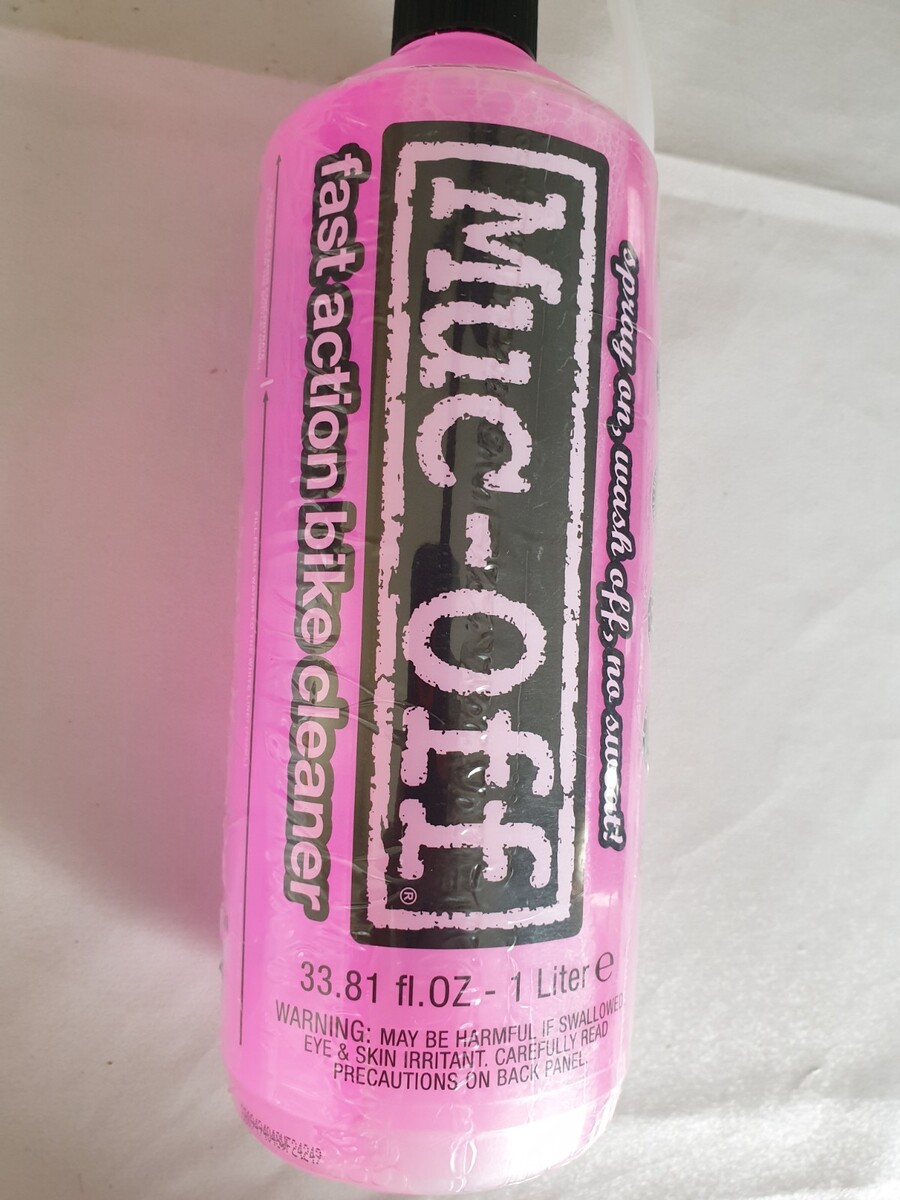 spray on, wash off, no sweat!
Muc-Off®
fast action bike cleaner
33.81 fl.oz - 1 Liter ℮
WARNING: MAY BE HARMFUL IF SWALLOWED.
EYE & SKIN IRRITANT. CAREFULLY READ
PRECAUTIONS ON BACK PANEL.